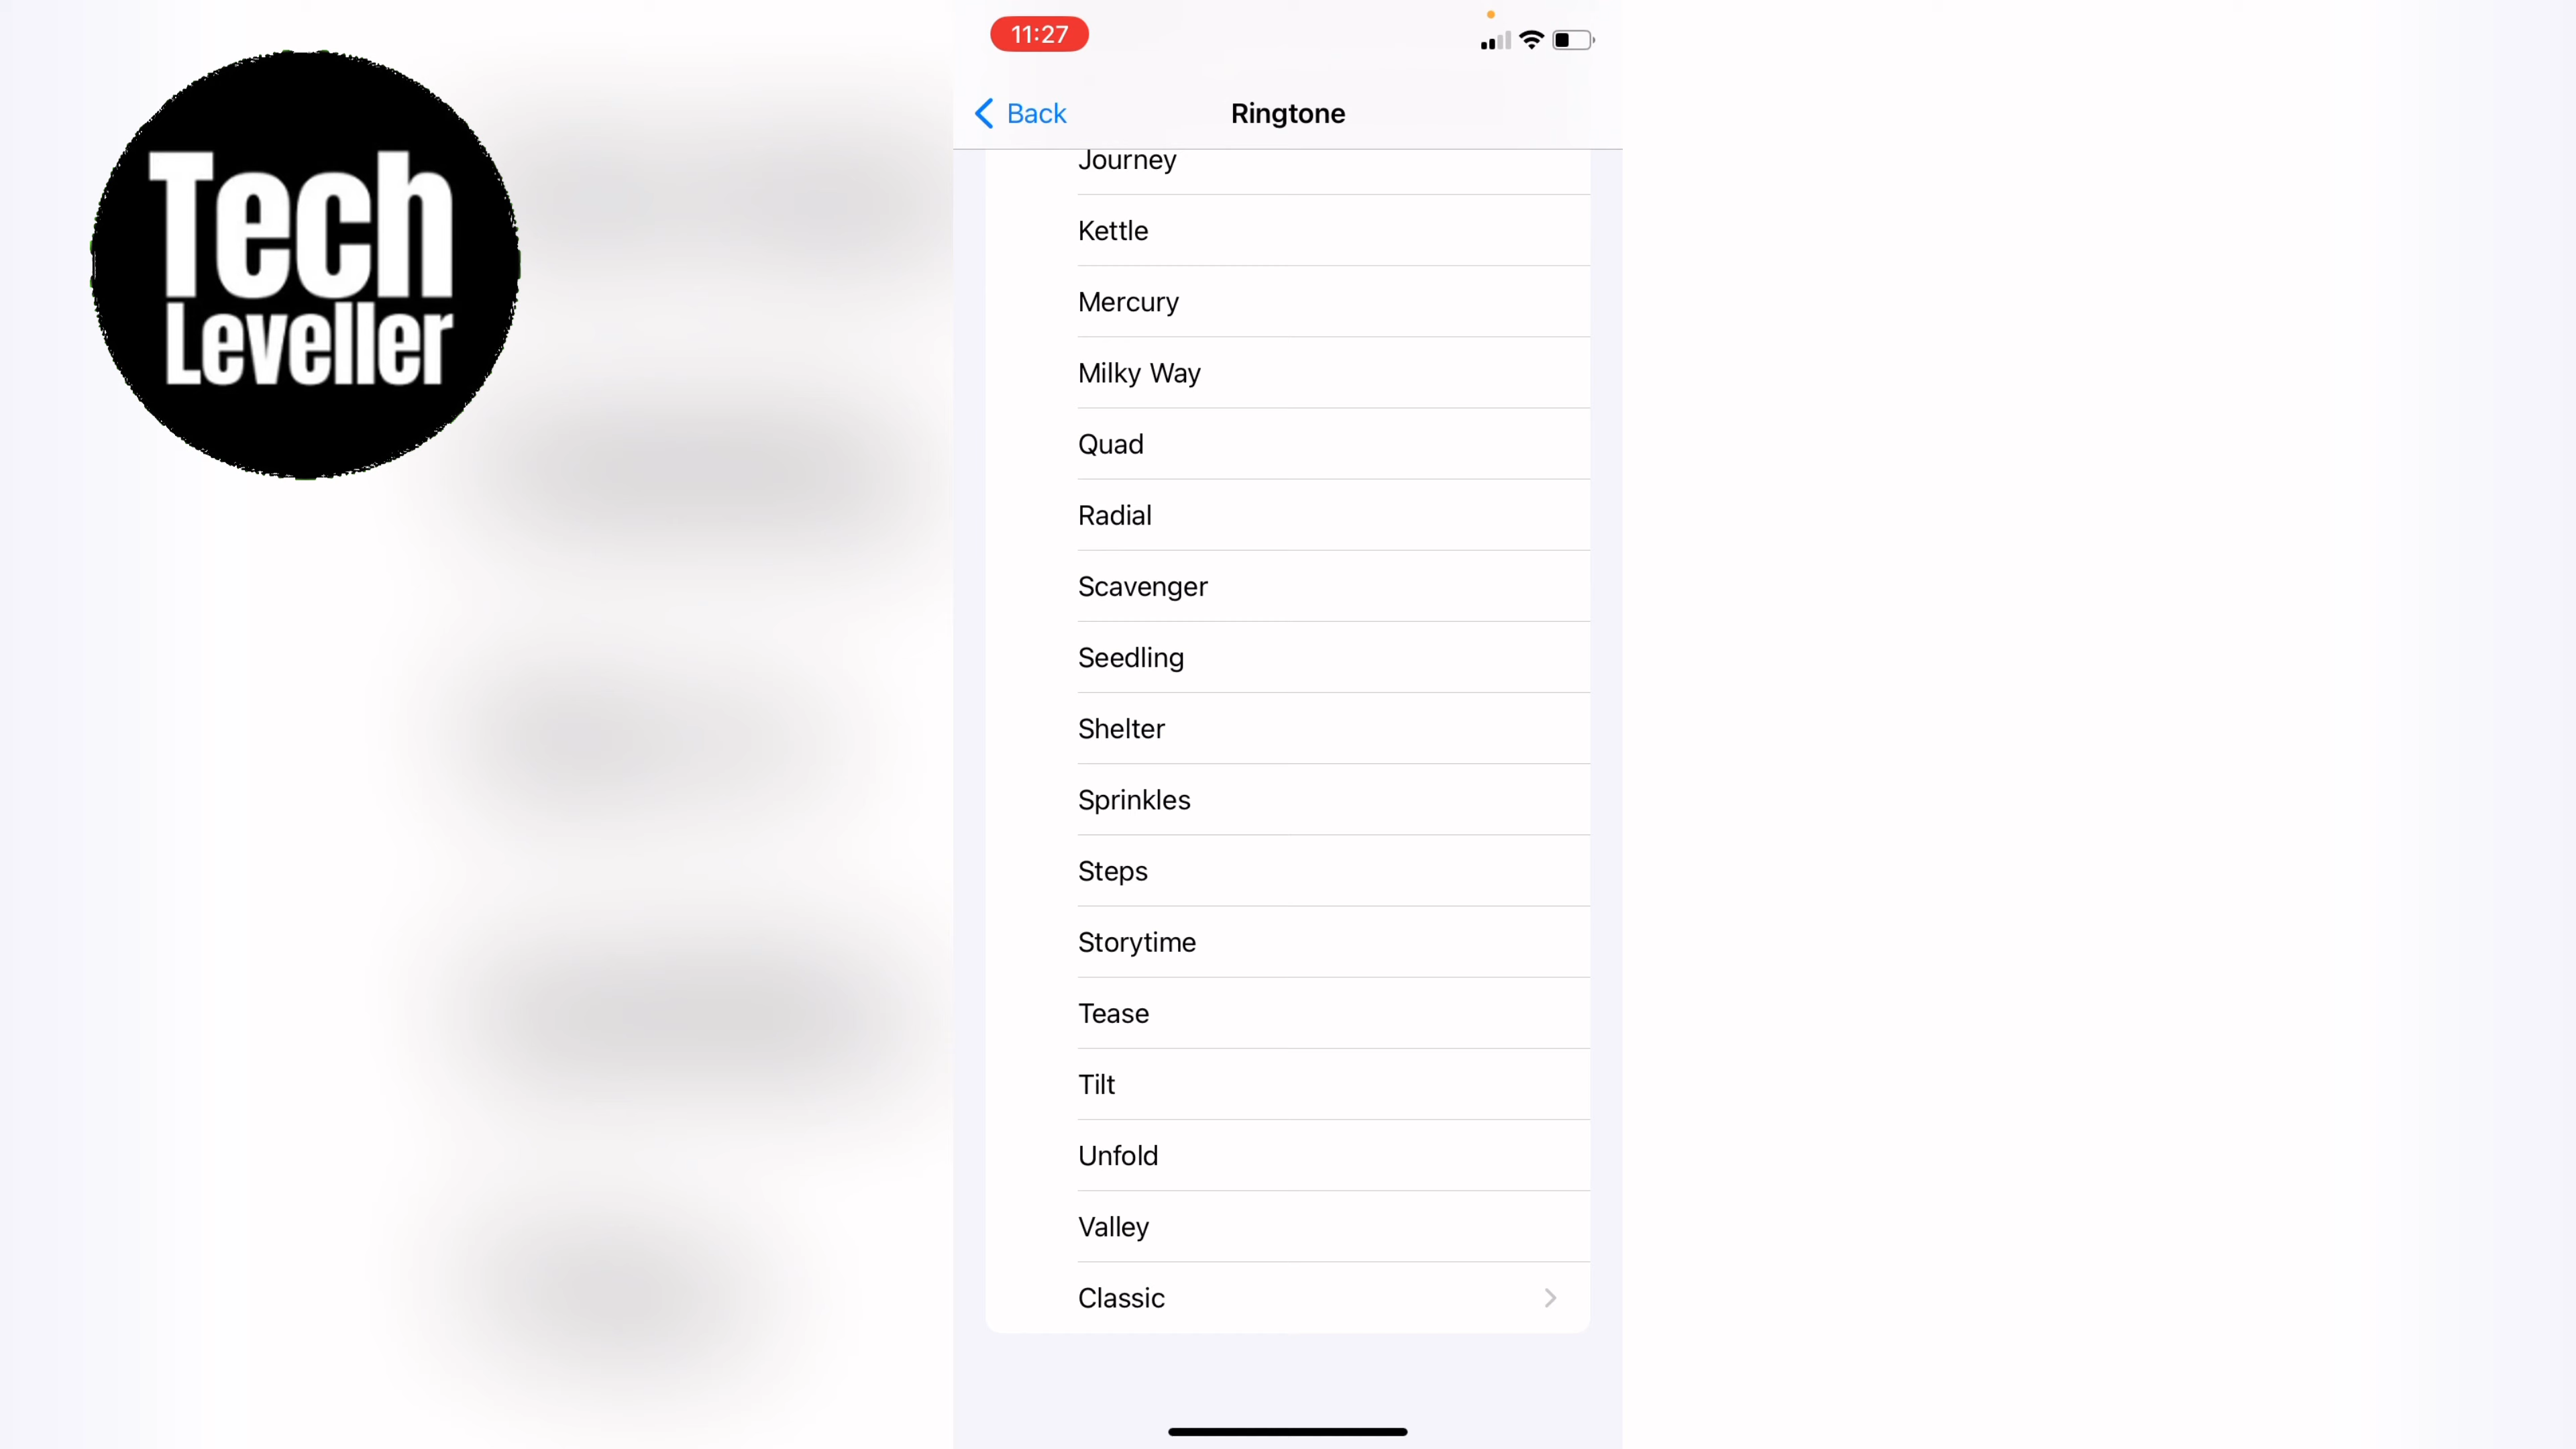 Tech
Leveller
11:27
Back
Ringtone
Journey
Kettle
Mercury
Milky Way
Quad
Radial
Scavenger
Seedling
Shelter
Sprinkles
Steps
Storytime
Tease
Tilt
Unfold
Valley
Classic